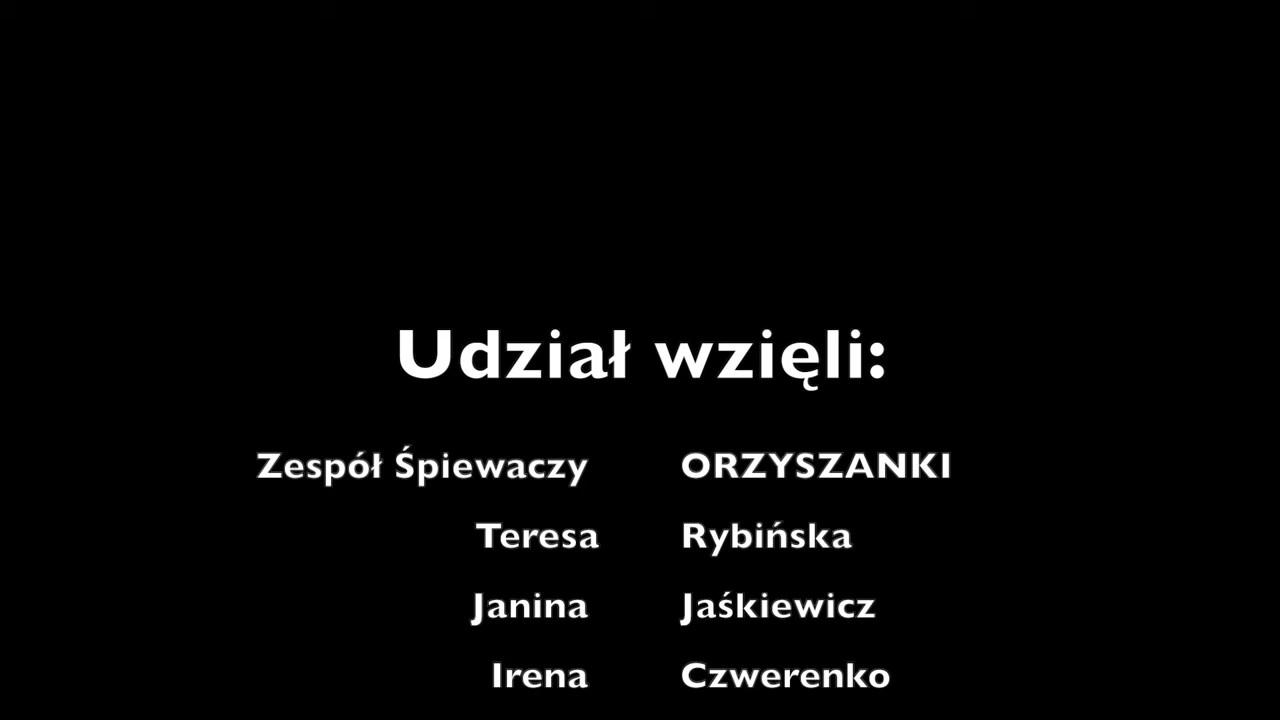 Udział wzięli:
Zespół Śpiewaczy ORZYSZANKI
Teresa Rybińska
Janina Jaśkiewicz
Irena Czwerenko